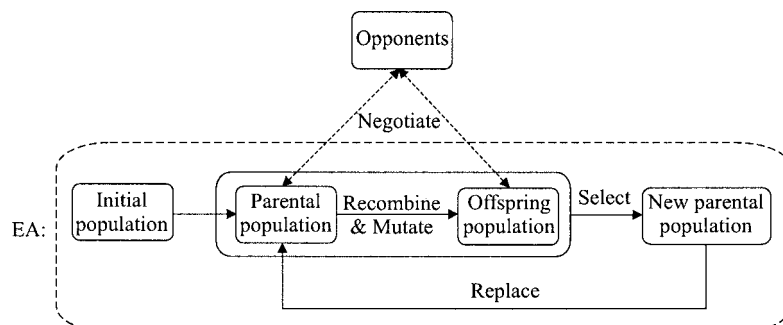 Opponents
Negotiate
Initial
population
Parental
population
Recombine
& Mutate
Offspring
population
Select
New parental
population
EA:
Replace